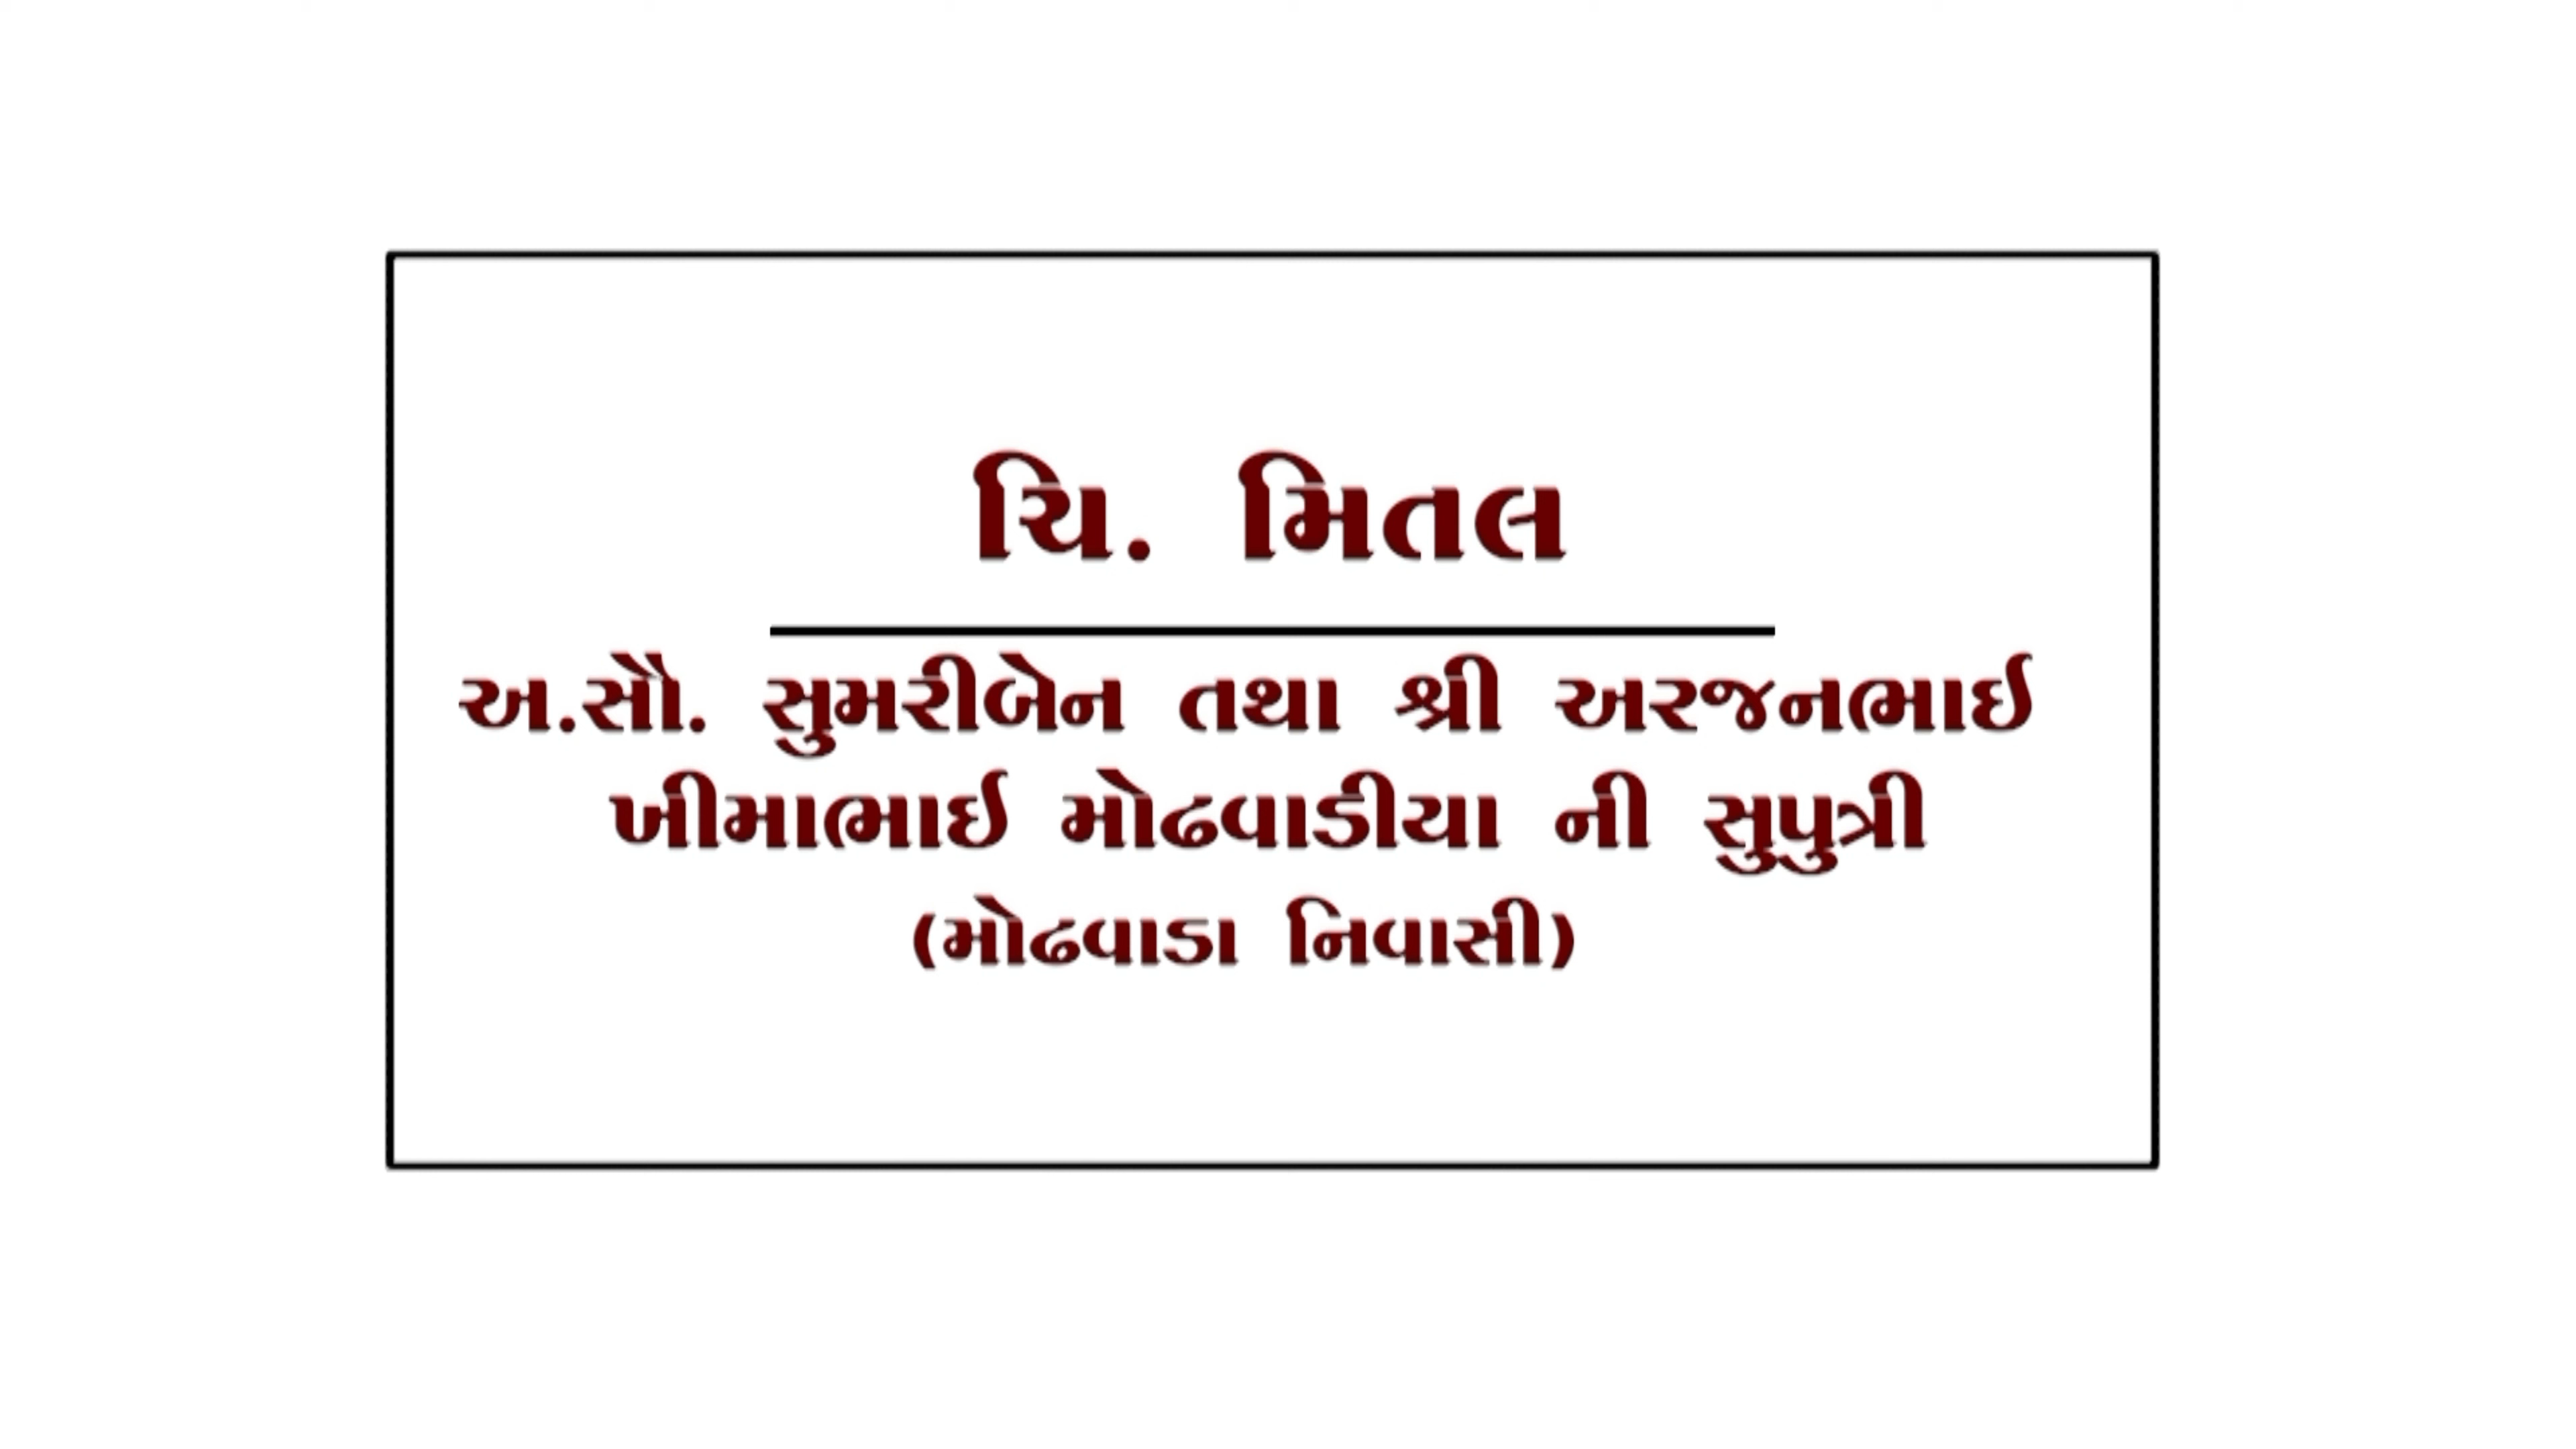 ચિ. મિતલ
અ.સૌ. સુમરીબેન તથા શ્રી અરજનભાઈ
ખીમાભાઈ મોઢવાડીયા ની સુપુત્રી
(મોઢવાડા નિવાસી)